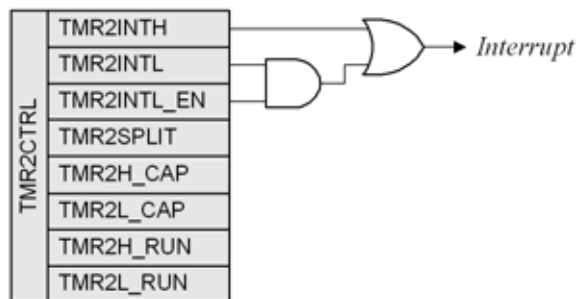 TMR2CTRL
TMR2INTH
TMR2INTL
TMR2INTL_EN
TMR2SPLIT
TMR2H_CAP
TMR2L_CAP
TMR2H_RUN
TMR2L_RUN
Interrupt